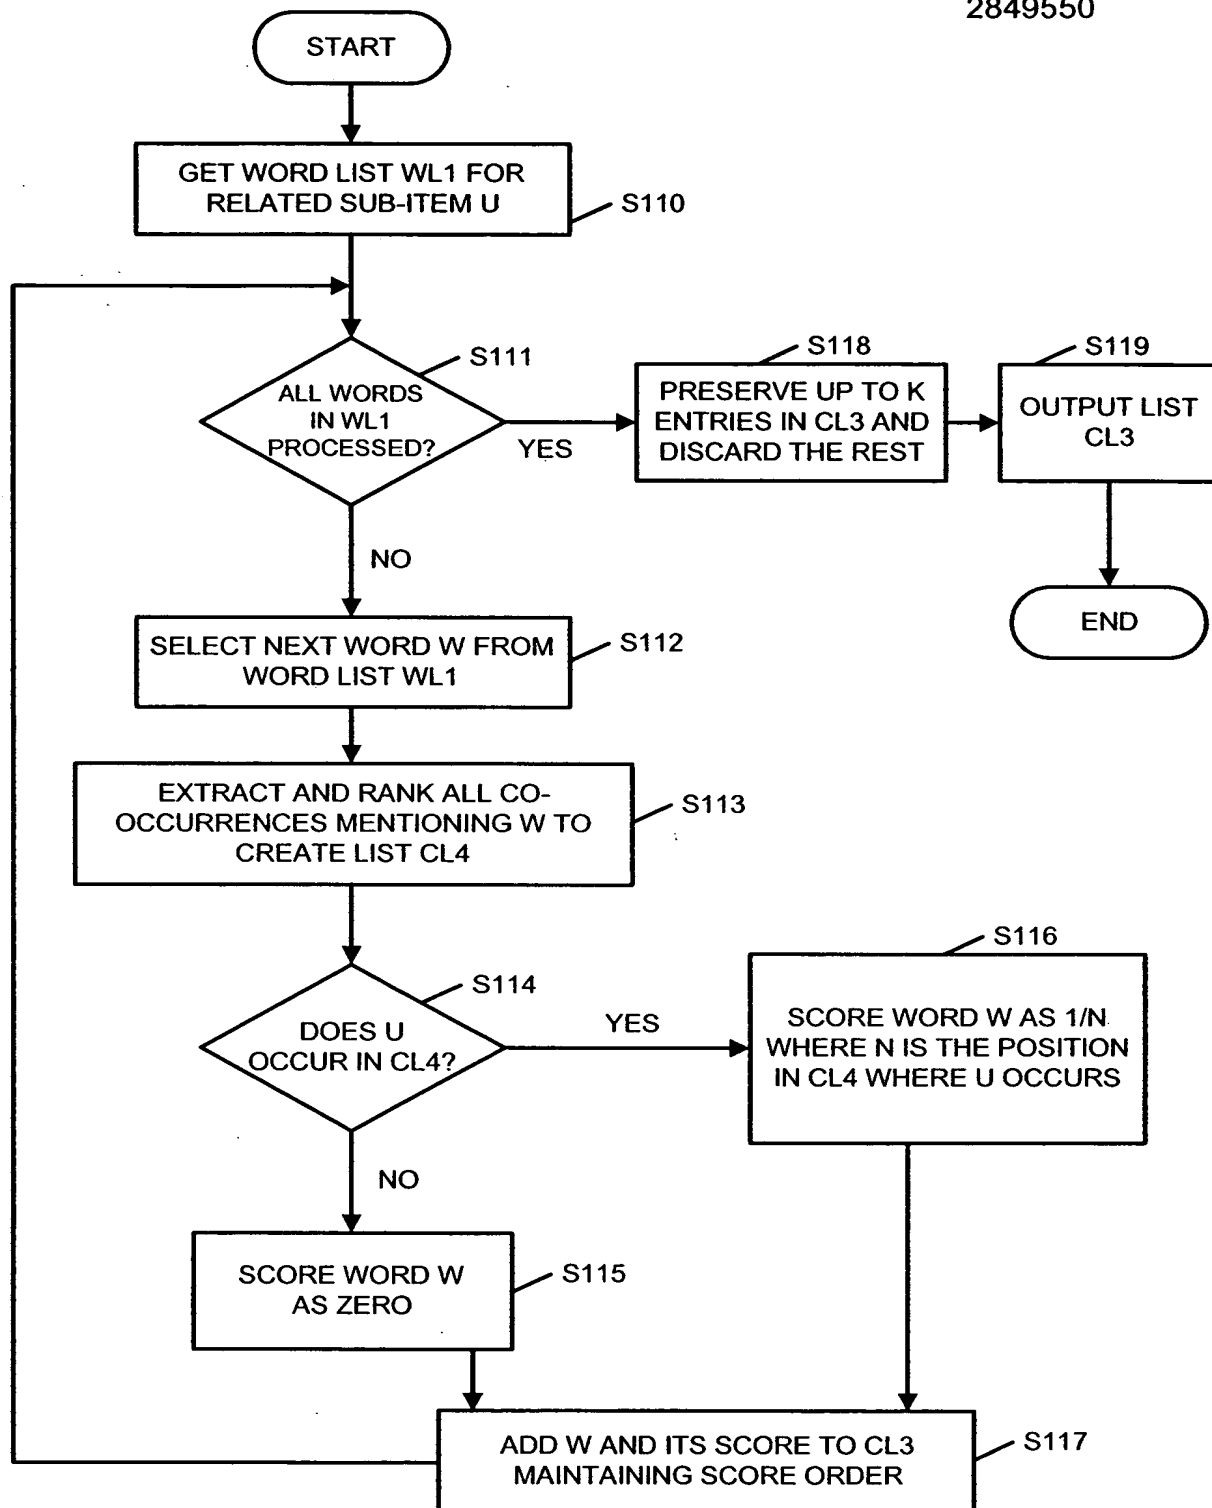 2849550
START
GET WORD LIST WL1 FOR
RELATED SUB-ITEM U
S110
S111
ALL WORDS
IN WL1
PROCESSED?
YES
S118
PRESERVE UP TO K
ENTRIES IN CL3 AND
DISCARD THE REST
S119
OUTPUT LIST
CL3
NO
END
SELECT NEXT WORD W FROM
WORD LIST WL1
S112
EXTRACT AND RANK ALL CO-
OCCURRENCES MENTIONING W TO
CREATE LIST CL4
S113
S114
DOES U
OCCUR IN CL4?
YES
S116
SCORE WORD W AS 1/N
WHERE N IS THE POSITION
IN CL4 WHERE U OCCURS
NO
SCORE WORD W
AS ZERO
S115
ADD W AND ITS SCORE TO CL3
MAINTAINING SCORE ORDER
S117